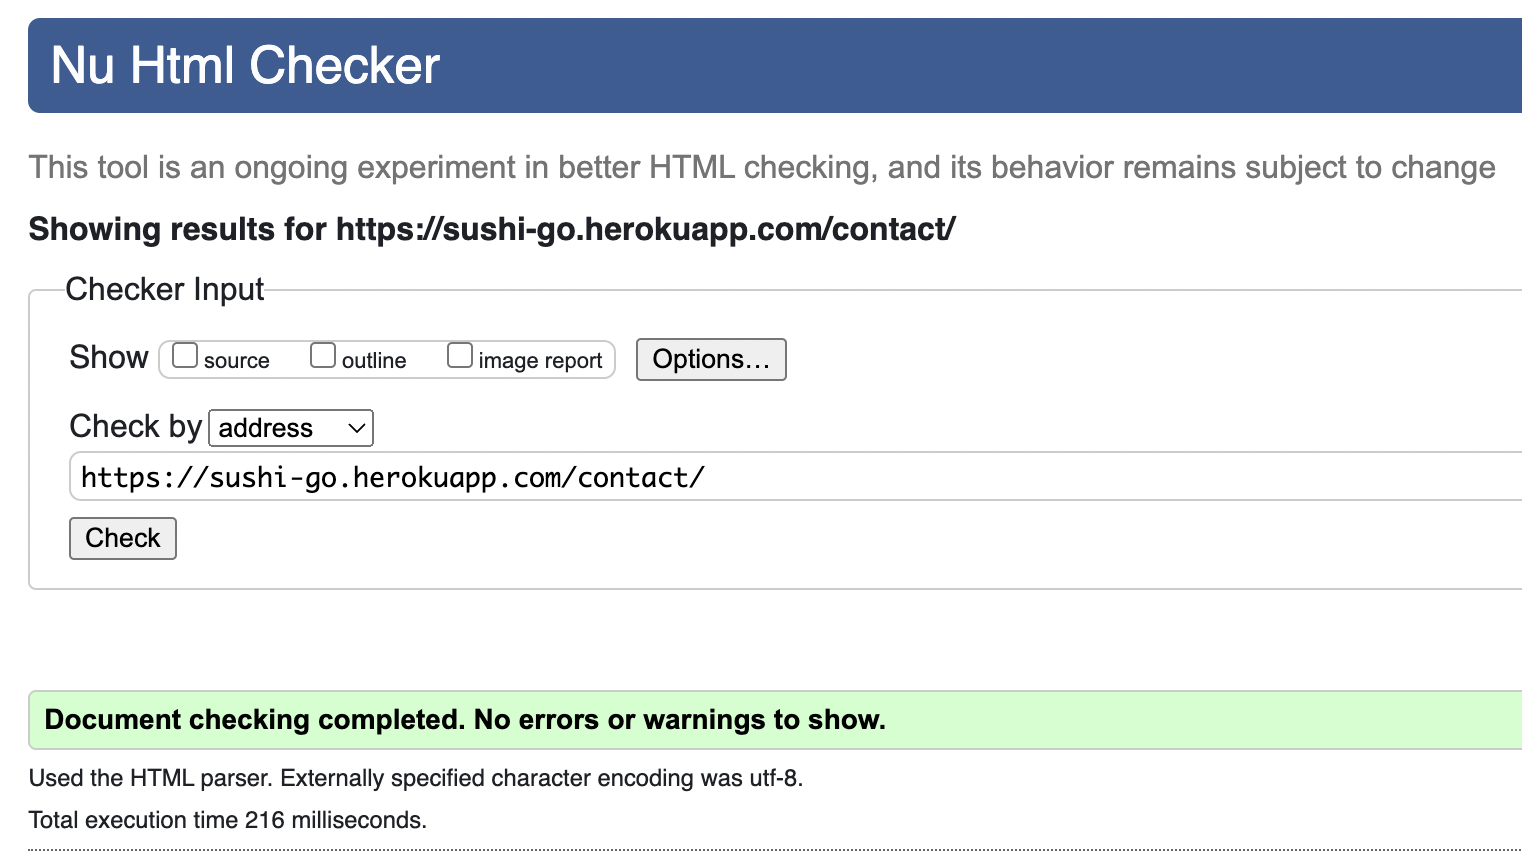 Nu Html Checker
This tool is an ongoing experiment in better HTML checking, and its behavior remains subject to change
Showing results for https://sushi-go.herokuapp.com/contact/
Checker Input
Show source outline image report Options...
Check by address
https://sushi-go.herokuapp.com/contact/
Check
Document checking completed. No errors or warnings to show.
Used the HTML parser. Externally specified character encoding was utf-8.
Total execution time 216 milliseconds.